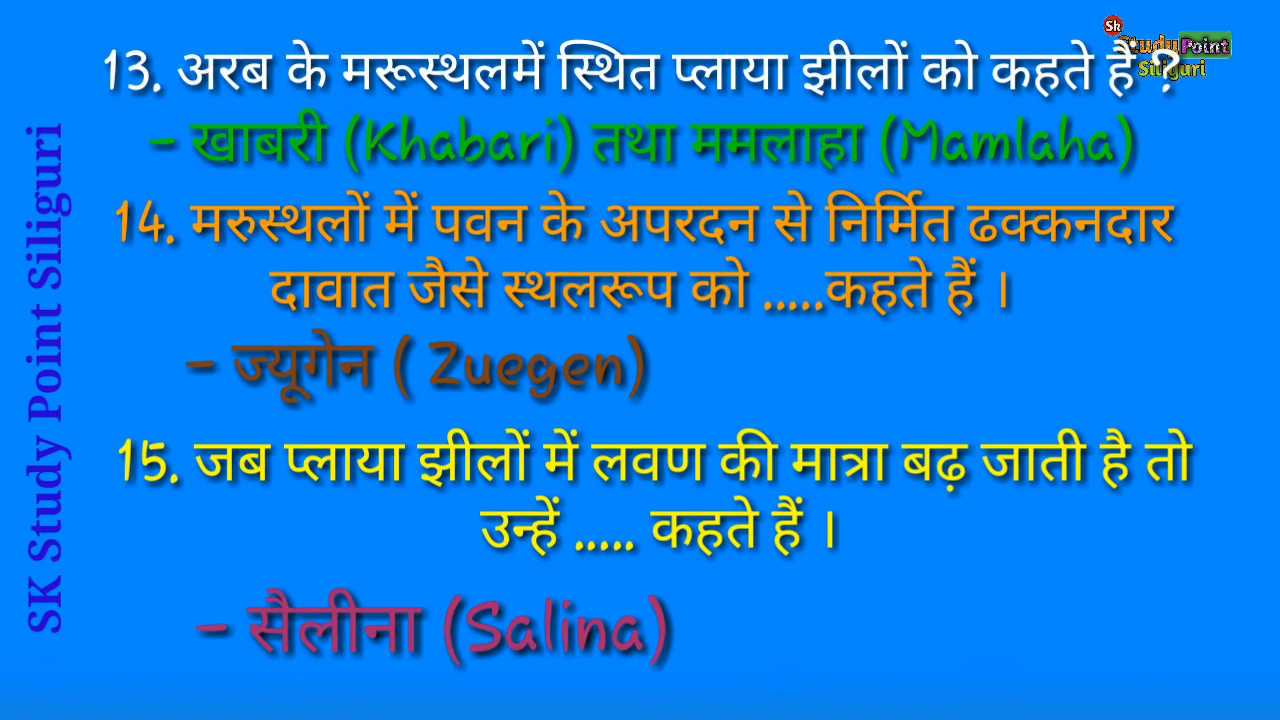 Sk
Study Point
Siliguri
13. अरब के मरूस्थलमें स्थित प्लाया झीलों को कहते हैं ?
- खाबरी (Khabari) तथा ममलाहा (Mamlaha)
14. मरुस्थलों में पवन के अपरदन से निर्मित ढक्कनदार
दावात जैसे स्थलरूप को .....कहते हैं ।
- ज्यूगेन ( Zuegen)
15. जब प्लाया झीलों में लवण की मात्रा बढ़ जाती है तो
उन्हें ..... कहते हैं ।
- सैलीना (Salina)
SK Study Point Siliguri